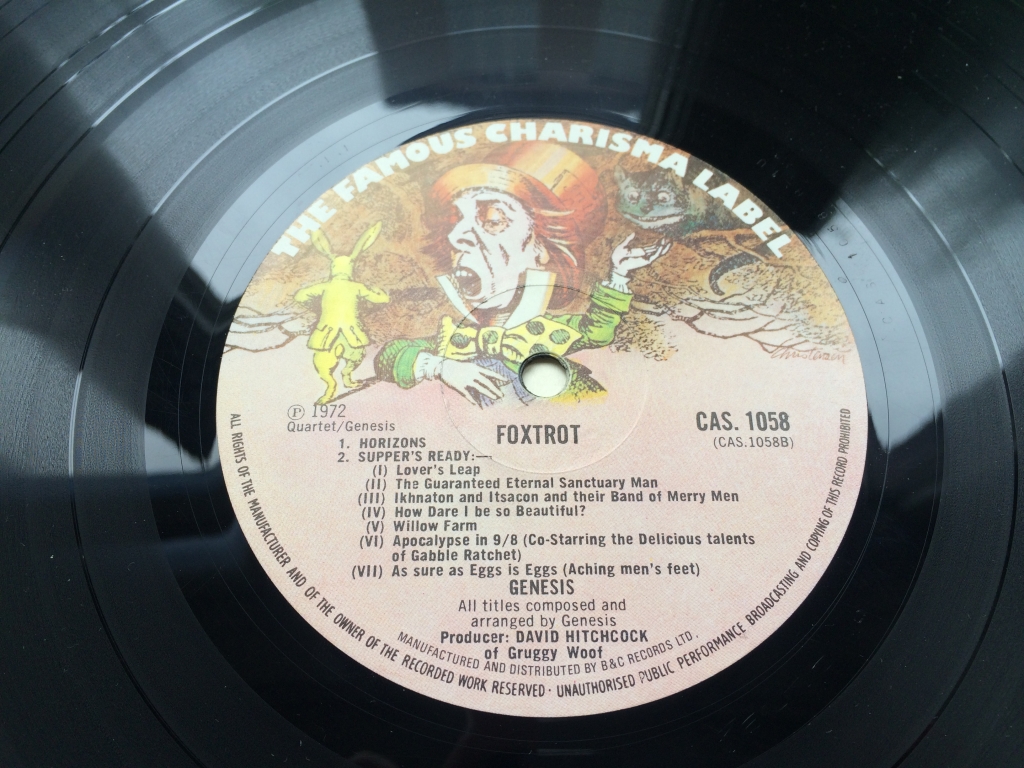 THE FAMOUS CHARISMA LABEL
Ⓟ 1972
Quartet/Genesis
FOXTROT
CAS. 1058
(CAS.1058B)
1. HORIZONS
2. SUPPER'S READY:—
(I) Lover's Leap
(II) The Guaranteed Eternal Sanctuary Man
(III) Ikhnaton and Itsacon and their Band of Merry Men
(IV) How Dare I be so Beautiful?
(V) Willow Farm
(VI) Apocalypse in 9/8 (Co-Starring the Delicious talents
of Gabble Ratchet)
(VII) As sure as Eggs is Eggs (Aching men's feet)
GENESIS
All titles composed and
arranged by Genesis
Producer: DAVID HITCHCOCK
of Gruggy Woof
MANUFACTURED AND DISTRIBUTED BY B&C RECORDS LTD.
ALL RIGHTS OF THE MANUFACTURER AND OF THE OWNER OF THE RECORDED WORK RESERVED · UNAUTHORISED PUBLIC PERFORMANCE BROADCASTING AND COPYING OF THIS RECORD PROHIBITED